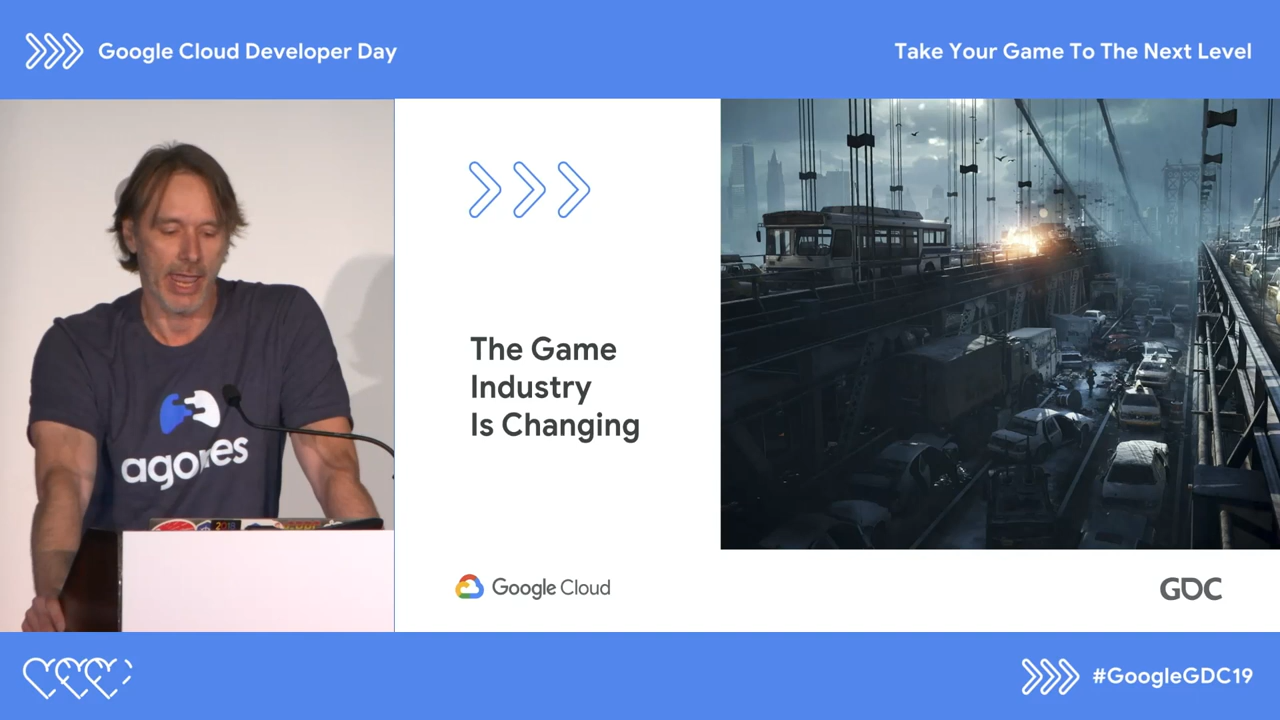 Google Cloud Developer Day
Take Your Game To The Next Level
agones
2018
The Game
Industry
Is Changing
Google Cloud
GDC
#GoogleGDC19